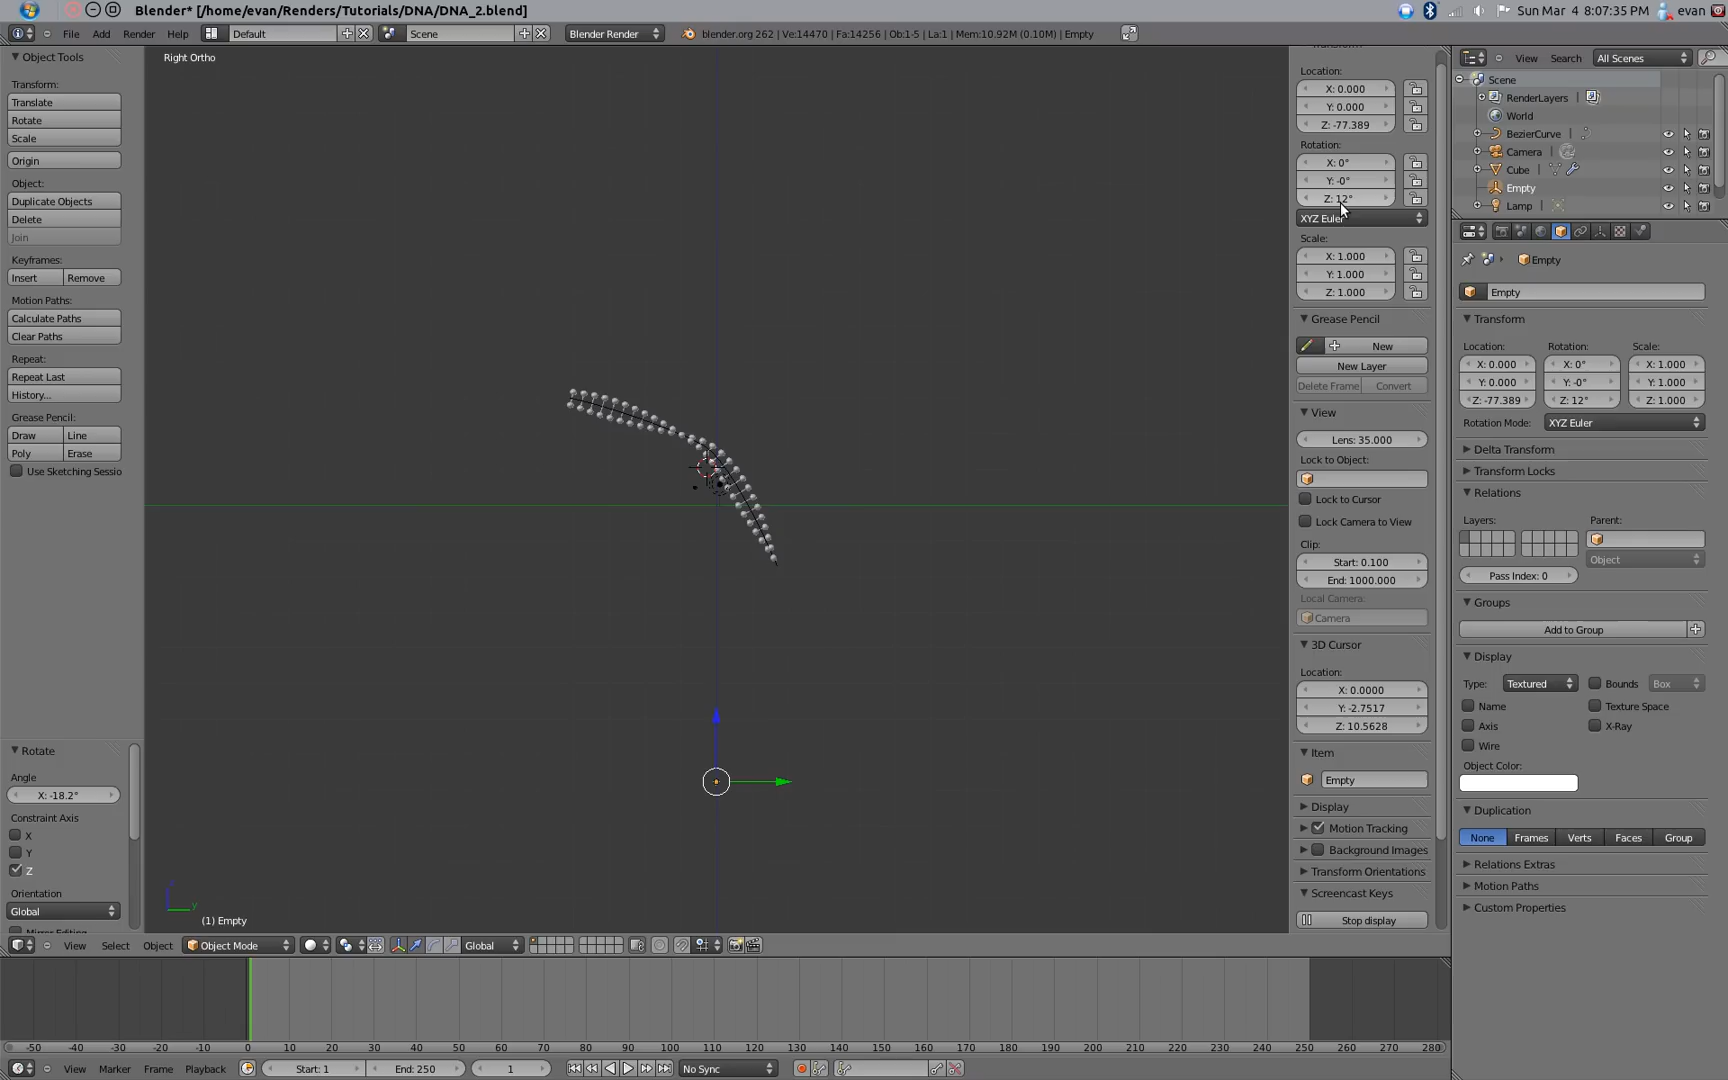 Blender* [/home/evan/Renders/Tutorials/DNA/DNA_2.blend]
Sun Mar 4 8:07:35 PM evan
File Add Render Help Default Scene Blender Render blender.org 262 | Ve:14470 | Fa:14256 | Ob:1-5 | La:1 | Mem:10.92M (0.10M) | Empty
Object Tools
Transform:
Translate
Rotate
Scale
Origin
Object:
Duplicate Objects
Delete
Join
Keyframes:
Insert Remove
Motion Paths:
Calculate Paths
Clear Paths
Repeat:
Repeat Last
History...
Grease Pencil:
Draw Line
Poly Erase
Use Sketching Sessio
Rotate
Angle
X: -18.2°
Constraint Axis
X
Y
Z
Orientation
Global
Right Ortho
(1) Empty
Location:
X: 0.000
Y: 0.000
Z: -77.389
Rotation:
X: 0°
Y: -0°
Z: 12°
XYZ Euler
Scale:
X: 1.000
Y: 1.000
Z: 1.000
Grease Pencil
New
New Layer
Delete Frame Convert
View
Lens: 35.000
Lock to Object:
Lock to Cursor
Lock Camera to View
Clip:
Start: 0.100
End: 1000.000
Local Camera:
Camera
3D Cursor
Location:
X: 0.0000
Y: -2.7517
Z: 10.5628
Item
Empty
Display
Motion Tracking
Background Images
Transform Orientations
Screencast Keys
Stop display
View Search All Scenes
Scene
RenderLayers
World
BezierCurve
Camera
Cube
Empty
Lamp
Empty
Empty
Transform
Location: Rotation: Scale:
X: 0.000 X: 0° X: 1.000
Y: 0.000 Y: -0° Y: 1.000
Z: -77.389 Z: 12° Z: 1.000
Rotation Mode: XYZ Euler
Delta Transform
Transform Locks
Relations
Layers: Parent:
Object
Pass Index: 0
Groups
Add to Group
Display
Type: Textured Bounds Box
Name Texture Space
Axis X-Ray
Wire
Object Color:
Duplication
None Frames Verts Faces Group
Relations Extras
Motion Paths
Custom Properties
View Select Object Object Mode Global
-50 -40 -30 -20 -10 0 10 20 30 40 50 60 70 80 90 100 110 120 130 140 150 160 170 180 190 200 210 220 230 240 250 260 270 280
View Marker Frame Playback Start: 1 End: 250 1 No Sync